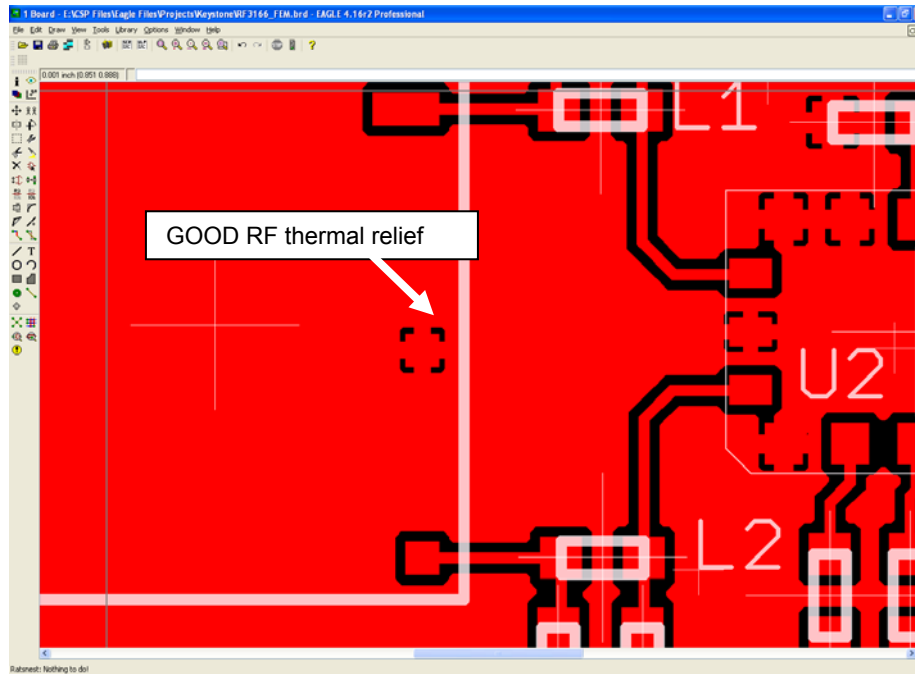 1 Board - E:\CSP Files\Eagle Files\Projects\Keystone\RF3166_FEM.brd - EAGLE 4.16r2 Professional
File Edit Draw View Tools Library Options Window Help
0.001 inch (0.851 0.888)
L1
GOOD RF thermal relief
U2
L2
Ratsnest: Nothing to do!